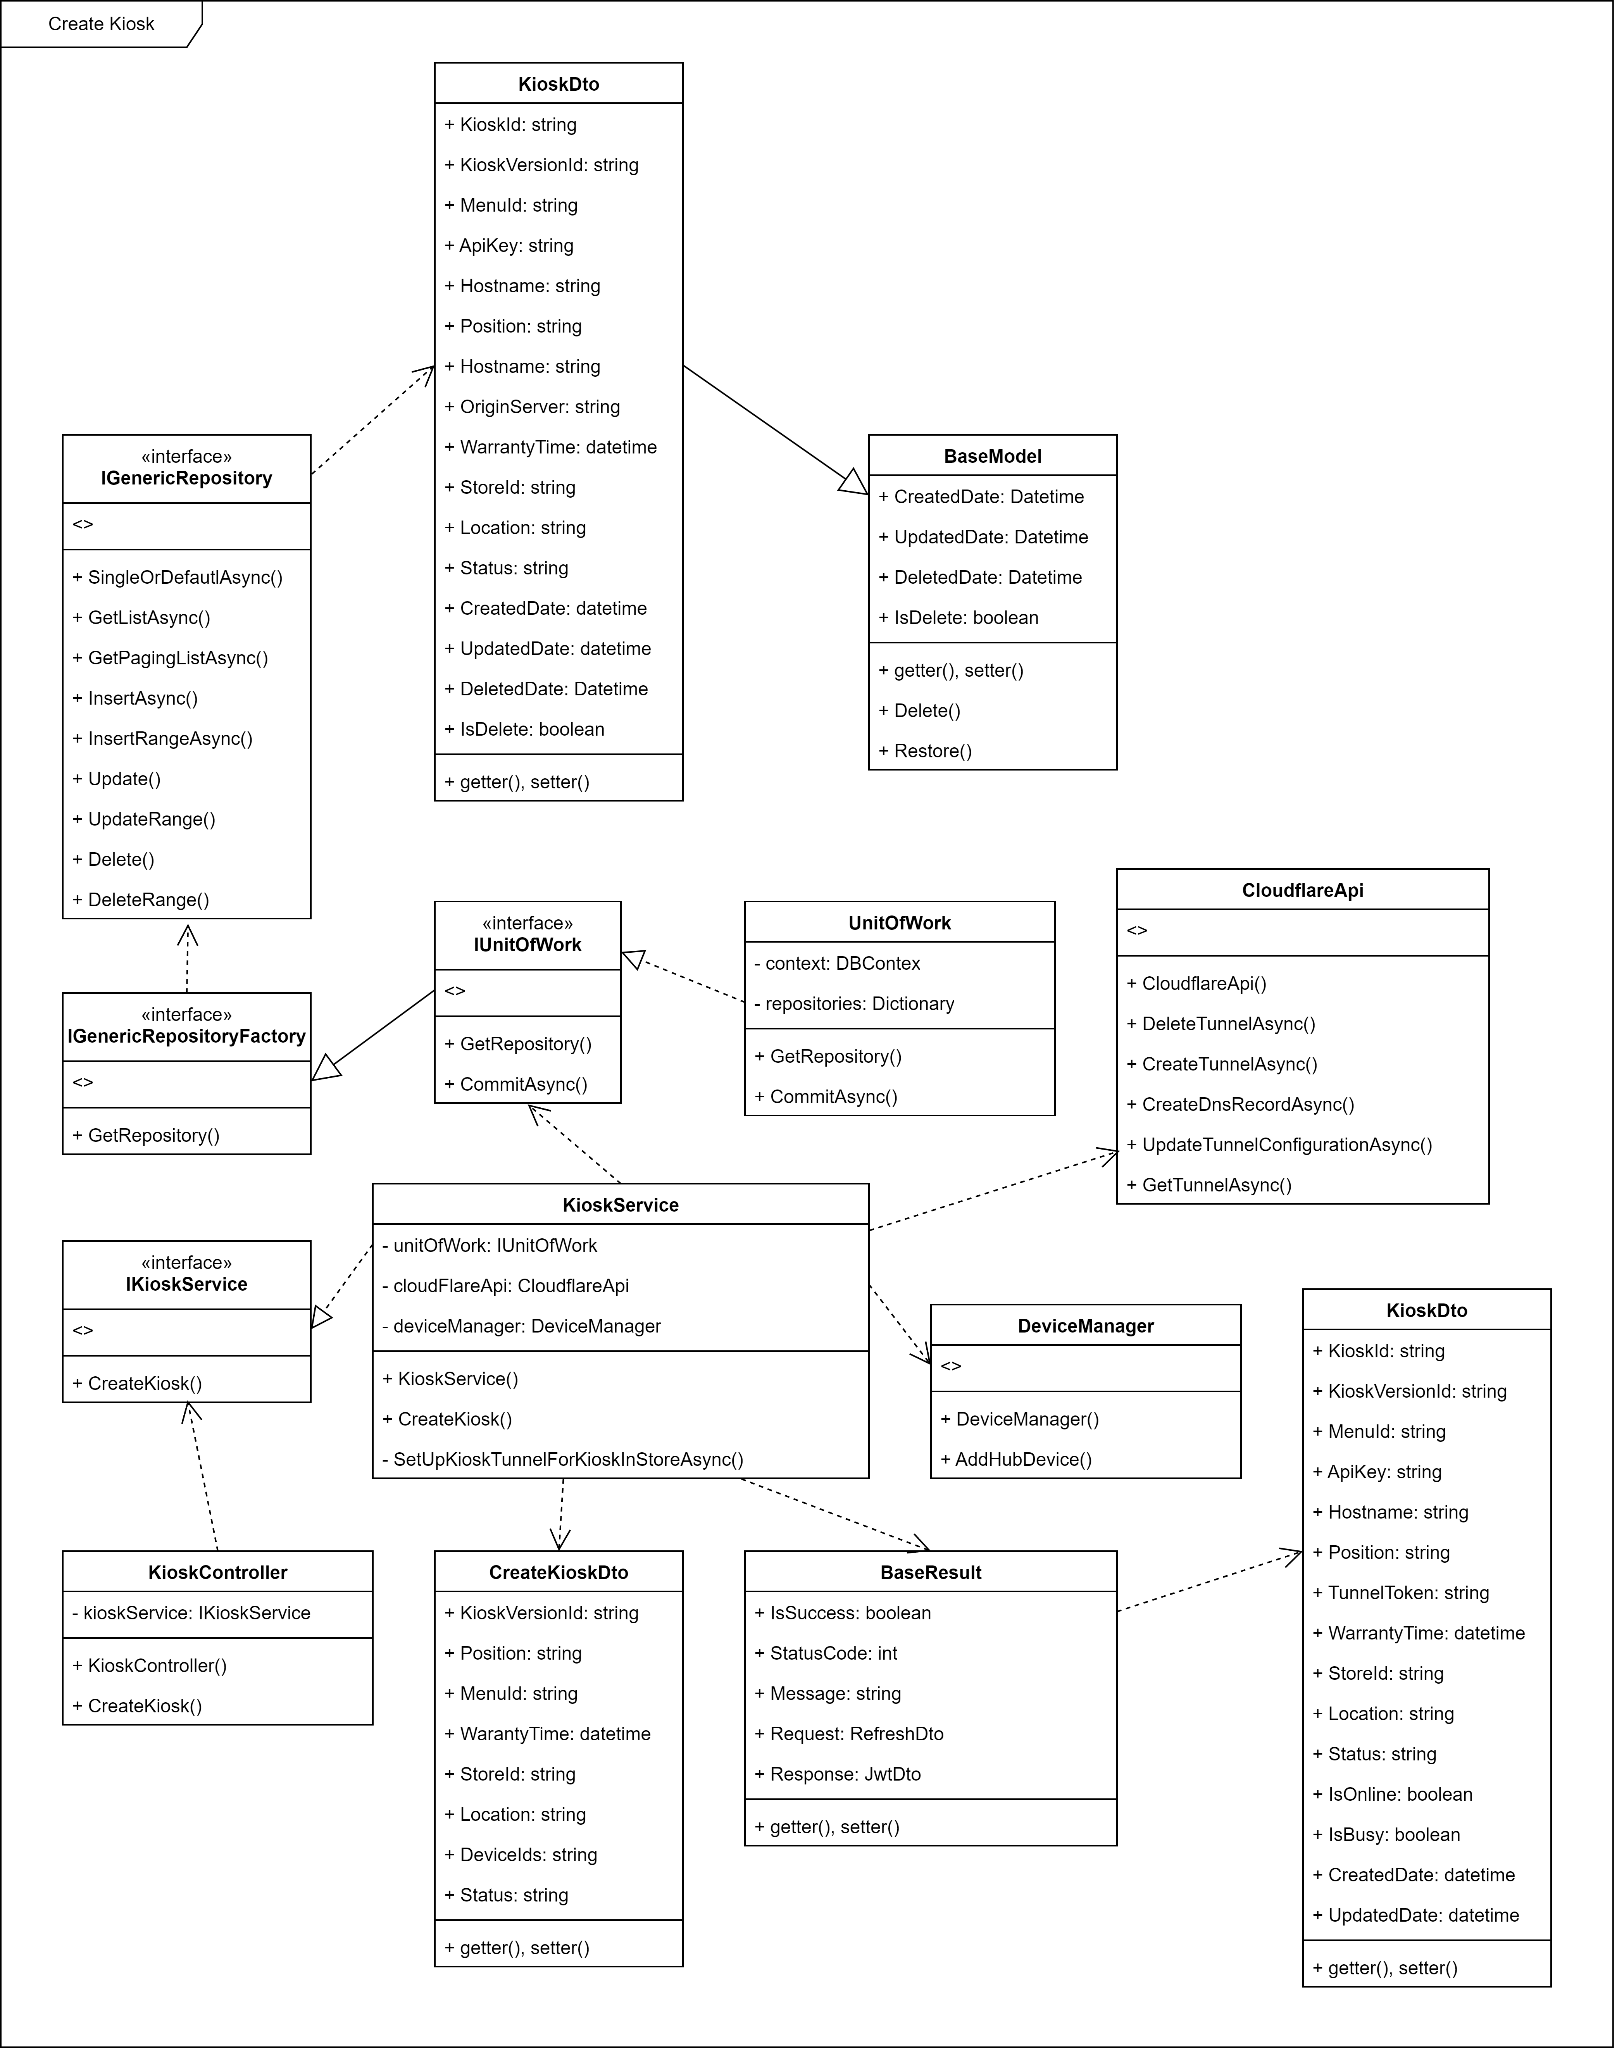 Create Kiosk
KioskDto
+ KioskId: string
+ KioskVersionId: string
+ MenuId: string
+ ApiKey: string
+ Hostname: string
+ Position: string
+ Hostname: string
+ OriginServer: string
+ WarrantyTime: datetime
+ StoreId: string
+ Location: string
+ Status: string
+ CreatedDate: datetime
+ UpdatedDate: datetime
+ DeletedDate: Datetime
+ IsDelete: boolean
+ getter(), setter()
«interface»
IGenericRepository
<>
+ SingleOrDefautlAsync()
+ GetListAsync()
+ GetPagingListAsync()
+ InsertAsync()
+ InsertRangeAsync()
+ Update()
+ UpdateRange()
+ Delete()
+ DeleteRange()
BaseModel
+ CreatedDate: Datetime
+ UpdatedDate: Datetime
+ DeletedDate: Datetime
+ IsDelete: boolean
+ getter(), setter()
+ Delete()
+ Restore()
«interface»
IGenericRepositoryFactory
<>
+ GetRepository()
«interface»
IUnitOfWork
<>
+ GetRepository()
+ CommitAsync()
UnitOfWork
- context: DBContex
- repositories: Dictionary
+ GetRepository()
+ CommitAsync()
CloudflareApi
<>
+ CloudflareApi()
+ DeleteTunnelAsync()
+ CreateTunnelAsync()
+ CreateDnsRecordAsync()
+ UpdateTunnelConfigurationAsync()
+ GetTunnelAsync()
«interface»
IKioskService
<>
+ CreateKiosk()
KioskService
- unitOfWork: IUnitOfWork
- cloudFlareApi: CloudflareApi
- deviceManager: DeviceManager
+ KioskService()
+ CreateKiosk()
- SetUpKioskTunnelForKioskInStoreAsync()
DeviceManager
<>
+ DeviceManager()
+ AddHubDevice()
KioskDto
+ KioskId: string
+ KioskVersionId: string
+ MenuId: string
+ ApiKey: string
+ Hostname: string
+ Position: string
+ TunnelToken: string
+ WarrantyTime: datetime
+ StoreId: string
+ Location: string
+ Status: string
+ IsOnline: boolean
+ IsBusy: boolean
+ CreatedDate: datetime
+ UpdatedDate: datetime
+ getter(), setter()
KioskController
- kioskService: IKioskService
+ KioskController()
+ CreateKiosk()
CreateKioskDto
+ KioskVersionId: string
+ Position: string
+ MenuId: string
+ WarantyTime: datetime
+ StoreId: string
+ Location: string
+ DeviceIds: string
+ Status: string
+ getter(), setter()
BaseResult
+ IsSuccess: boolean
+ StatusCode: int
+ Message: string
+ Request: RefreshDto
+ Response: JwtDto
+ getter(), setter()